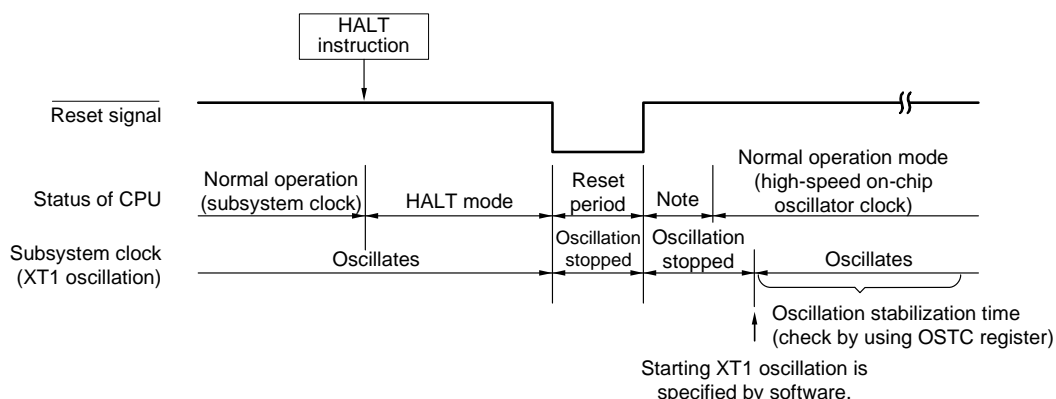 HALT
instruction
Reset signal
Status of CPU
Normal operation
(subsystem clock)
HALT mode
Reset
period
Note
Normal operation mode
(high-speed on-chip
oscillator clock)
Subsystem clock
(XT1 oscillation)
Oscillates
Oscillation
stopped
Oscillation
stopped
Oscillates
Oscillation stabilization time
(check by using OSTC register)
Starting XT1 oscillation is
specified by software.